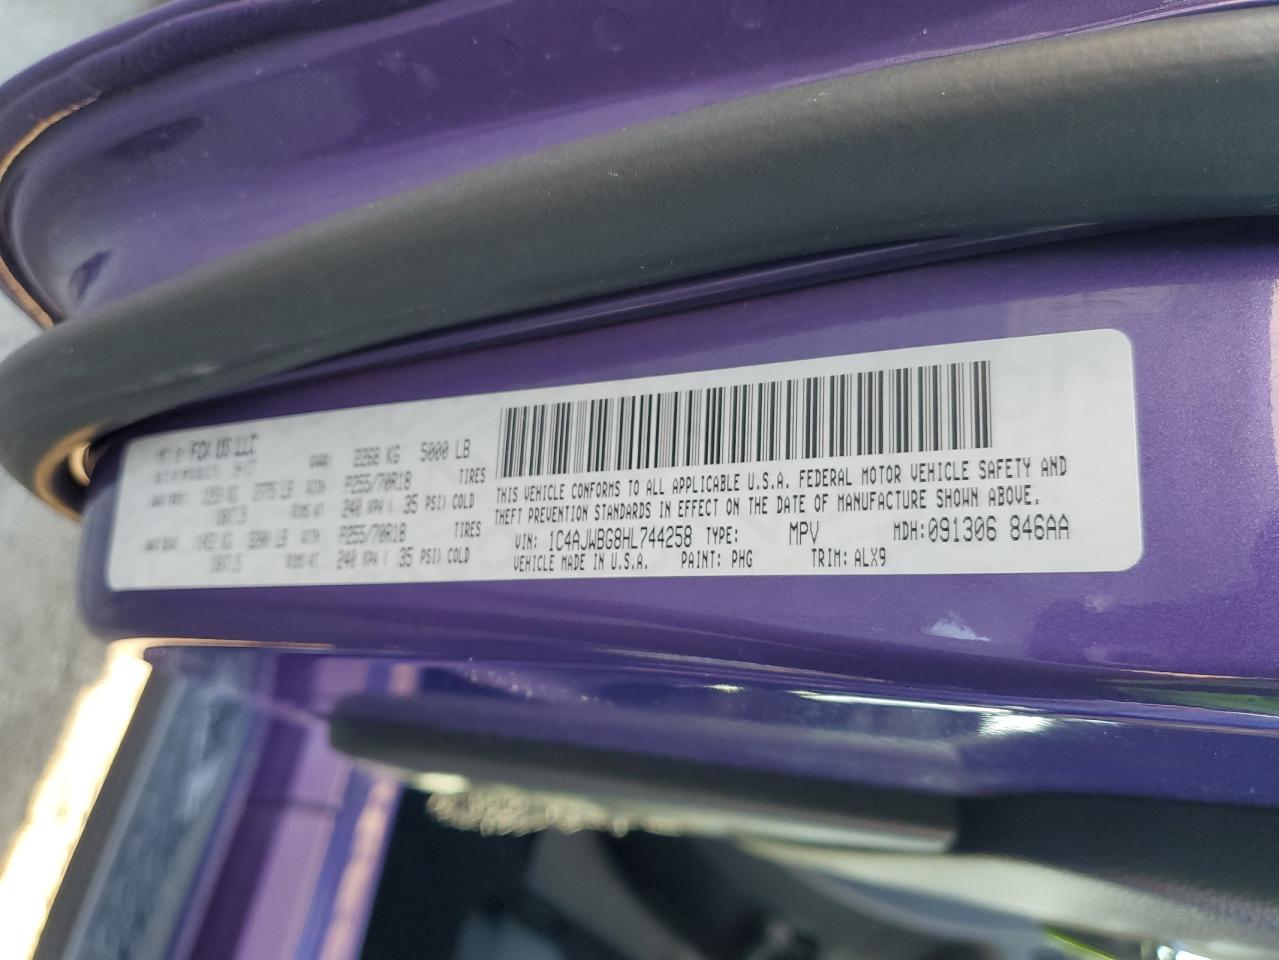 FCA US LLC
2268 KG 5000 LB
P255/70R18 TIRES
240 KPA ( 35 PSI) COLD
P255/70R18 TIRES
240 KPA ( 35 PSI) COLD
THIS VEHICLE CONFORMS TO ALL APPLICABLE U.S.A. FEDERAL MOTOR VEHICLE SAFETY AND
THEFT PREVENTION STANDARDS IN EFFECT ON THE DATE OF MANUFACTURE SHOWN ABOVE.
VIN: 1C4AJWBG8HL744258 TYPE: MPV MDH:091306 846AA
VEHICLE MADE IN U.S.A. PAINT: PHG TRIM: ALX9